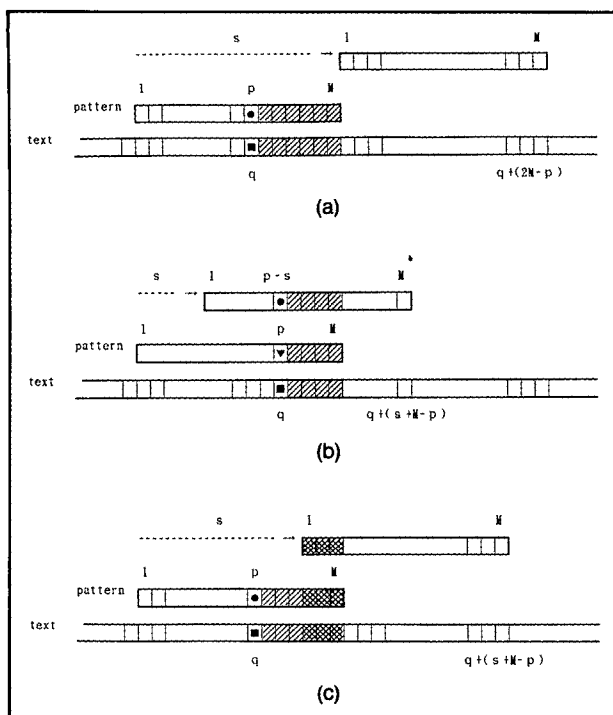 s 1 M
1 p M
pattern
text
q q+(2M-p)
(a)
s 1 p-s M
1 p M
pattern
text
q q+(s+M-p)
(b)
s 1 M
1 p M
pattern
text
q q+(s+M-p)
(c)